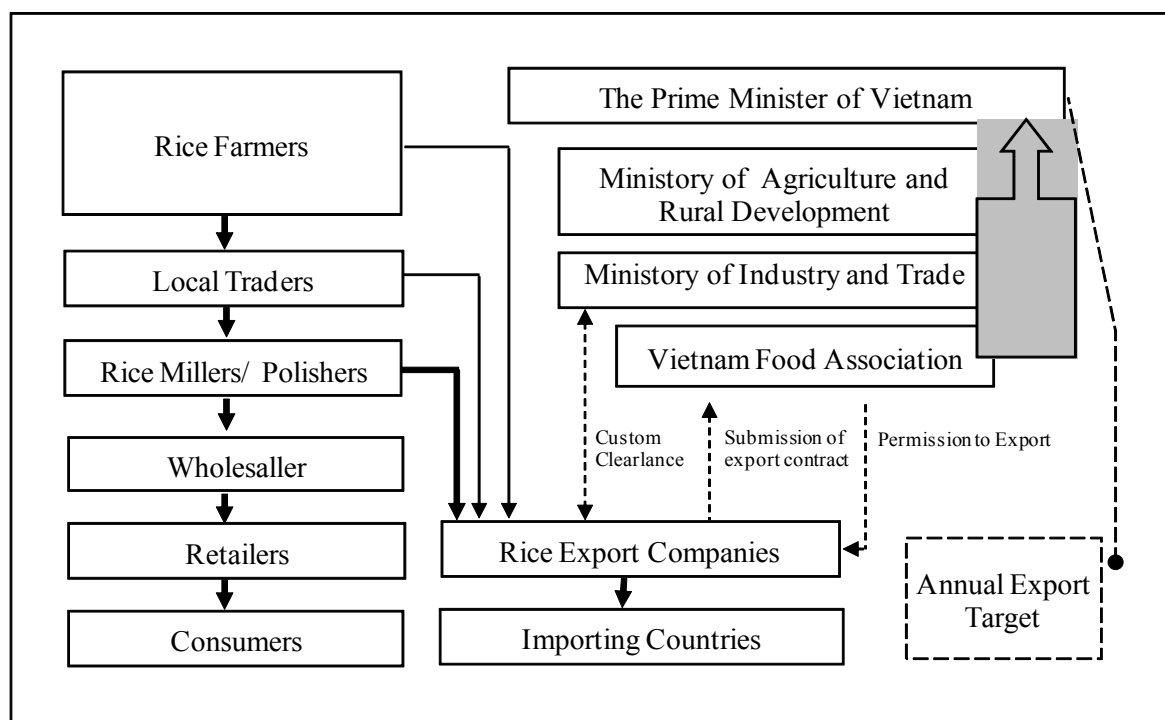 Rice Farmers
Local Traders
Rice Millers/ Polishers
Wholesaller
Retailers
Consumers
The Prime Minister of Vietnam
Ministory of Agriculture and
Rural Development
Ministory of Industry and Trade
Vietnam Food Association
Custom
Clearlance
Submission of
export contract
Permission to Export
Rice Export Companies
Importing Countries
Annual Export
Target